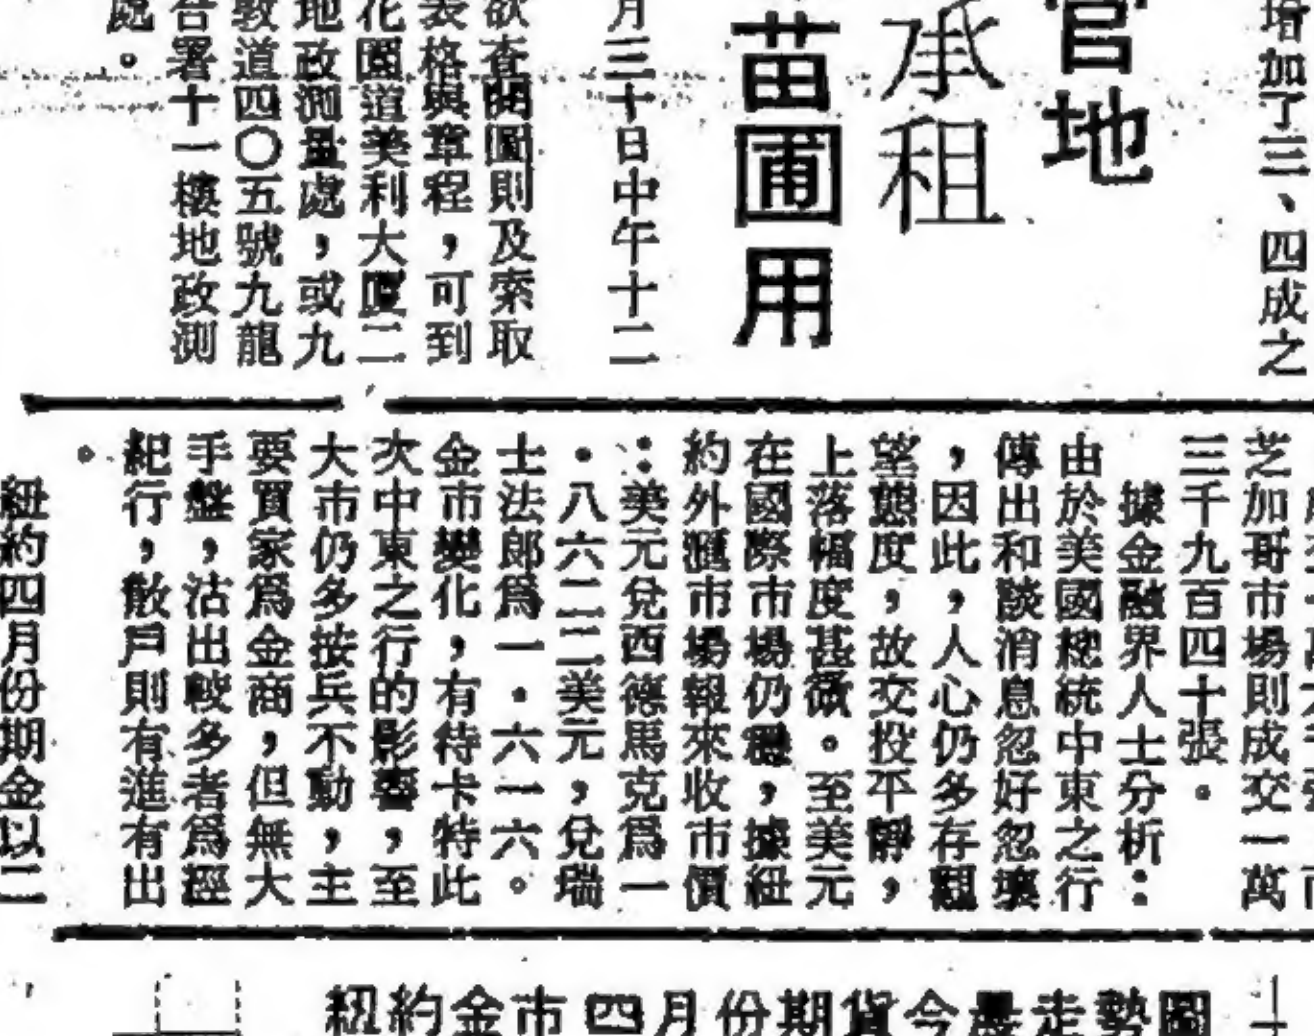 增加了三、四成之
官地
承租
苗圃用
月三十日中午十二
欲查閱圖則及索取
表格與章程，可到
花園道美利大廈二
地政測量處，或九
敦道四〇五號九龍
合署十一樓地政測
處。
芝加哥市場則成交一萬
三千九百四十張。
據金融界人士分析：
由於美國總統中東之行
傳出和談消息忽好忽壞
，因此，人心仍多存觀
望態度，故交投平靜，
上落幅度甚微。至美元
在國際市場仍穩，據紐
約外匯市場報來收市價
：美元兌西德馬克爲一
・八六二二美元，兌瑞
士法郎爲一・六一一六。
金市變化，有待卡特此
次中東之行的影響，至
大市仍多按兵不動，主
要買家爲金商，但無大
手盤，沽出較多者爲經
紀行，散戶則有進有出
。
紐約四月份期金以二
紐約金市四月份期貨今晨走勢圖